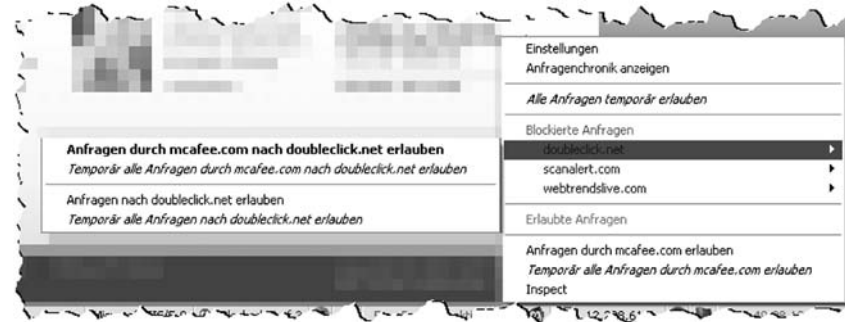 Einstellungen
Anfragenchronik anzeigen
Alle Anfragen temporär erlauben
Blockierte Anfragen
doubleclick.net
scanalert.com
webtrendslive.com
Erlaubte Anfragen
Anfragen durch mcafee.com erlauben
Temporär alle Anfragen durch mcafee.com erlauben
Inspect
Anfragen durch mcafee.com nach doubleclick.net erlauben
Temporär alle Anfragen durch mcafee.com nach doubleclick.net erlauben
Anfragen nach doubleclick.net erlauben
Temporär alle Anfragen nach doubleclick.net erlauben